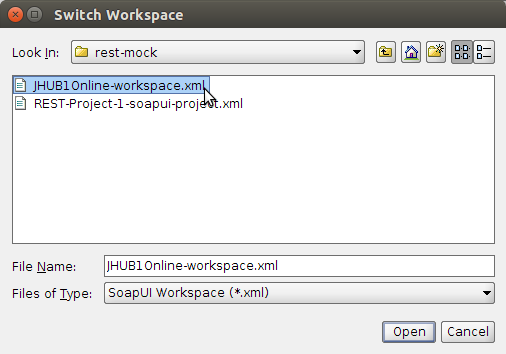 Switch Workspace
Look In: rest-mock
JHUB1Online-workspace.xml
REST-Project-1-soapui-project.xml
File Name: JHUB1Online-workspace.xml
Files of Type: SoapUI Workspace (*.xml)
Open Cancel